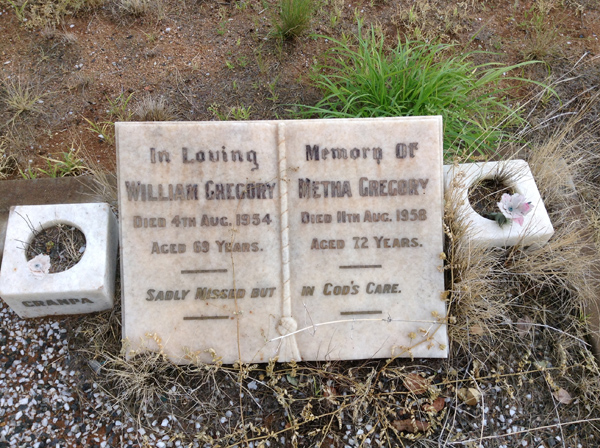 In Loving
WILLIAM GREGORY
DIED 4TH AUG. 1954
AGED 69 YEARS.
SADLY MISSED BUT
Memory Of
METHA GREGORY
DIED 11TH AUG. 1958
AGED 72 YEARS.
IN GOD'S CARE.
GRANPA